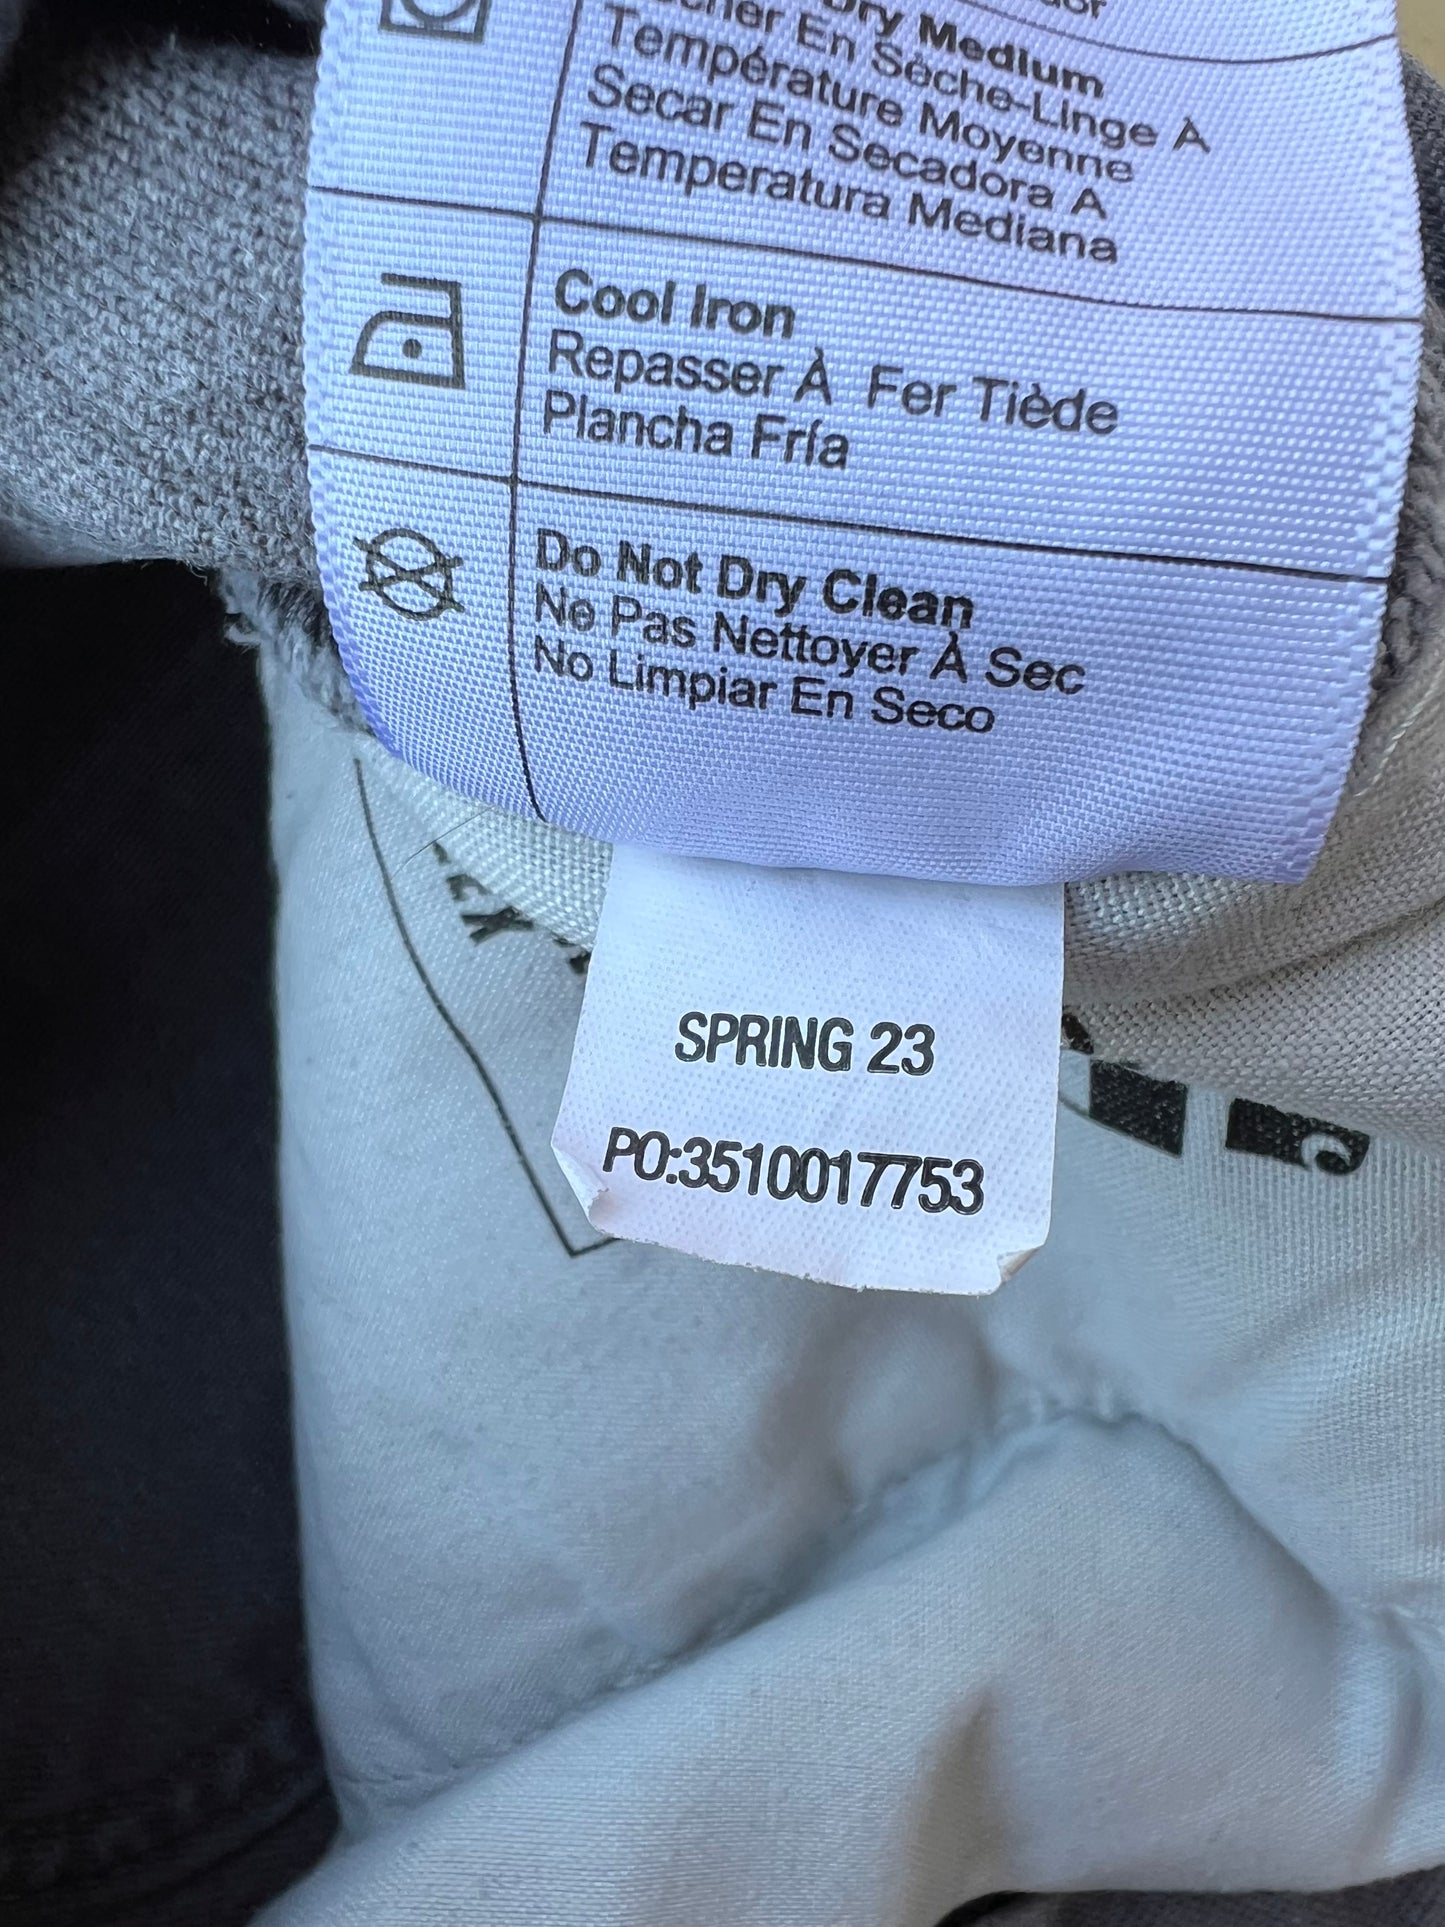 Dry Medium
En Sèche-Linge À
Température Moyenne
Secar En Secadora A
Temperatura Mediana
Cool Iron
Repasser À Fer Tiède
Plancha Fría
Do Not Dry Clean
Ne Pas Nettoyer À Sec
No Limpiar En Seco
SPRING 23
PO:3510017753